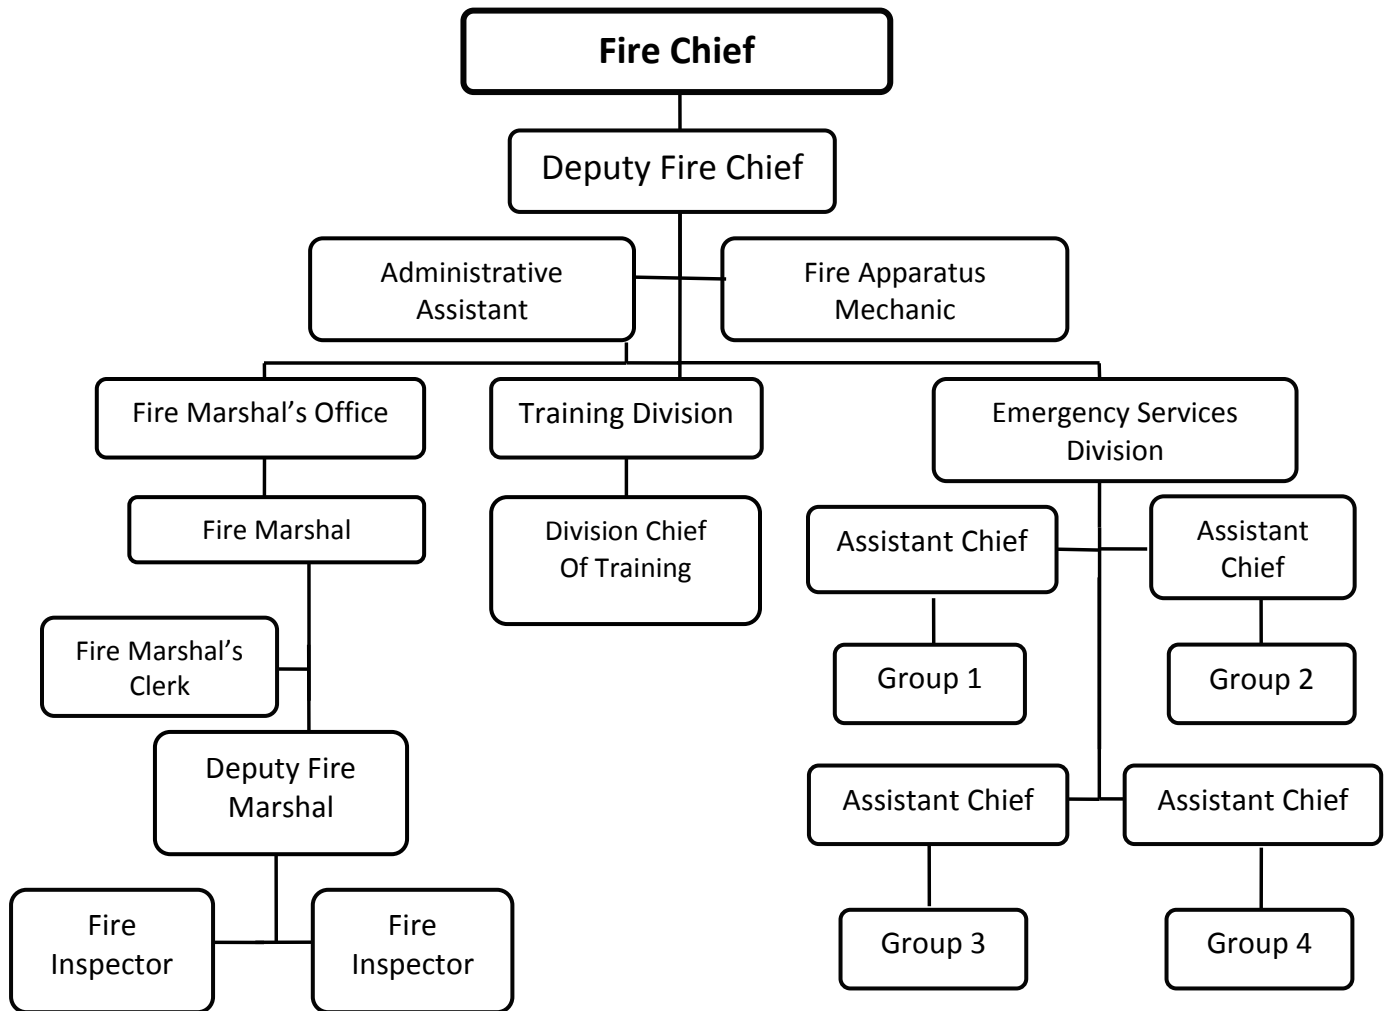 Fire Chief
Deputy Fire Chief
Administrative
Assistant
Fire Apparatus
Mechanic
Fire Marshal’s Office
Training Division
Emergency Services
Division
Fire Marshal
Division Chief
Of Training
Assistant Chief
Assistant
Chief
Fire Marshal’s
Clerk
Group 1
Group 2
Deputy Fire
Marshal
Assistant Chief
Assistant Chief
Fire
Inspector
Fire
Inspector
Group 3
Group 4